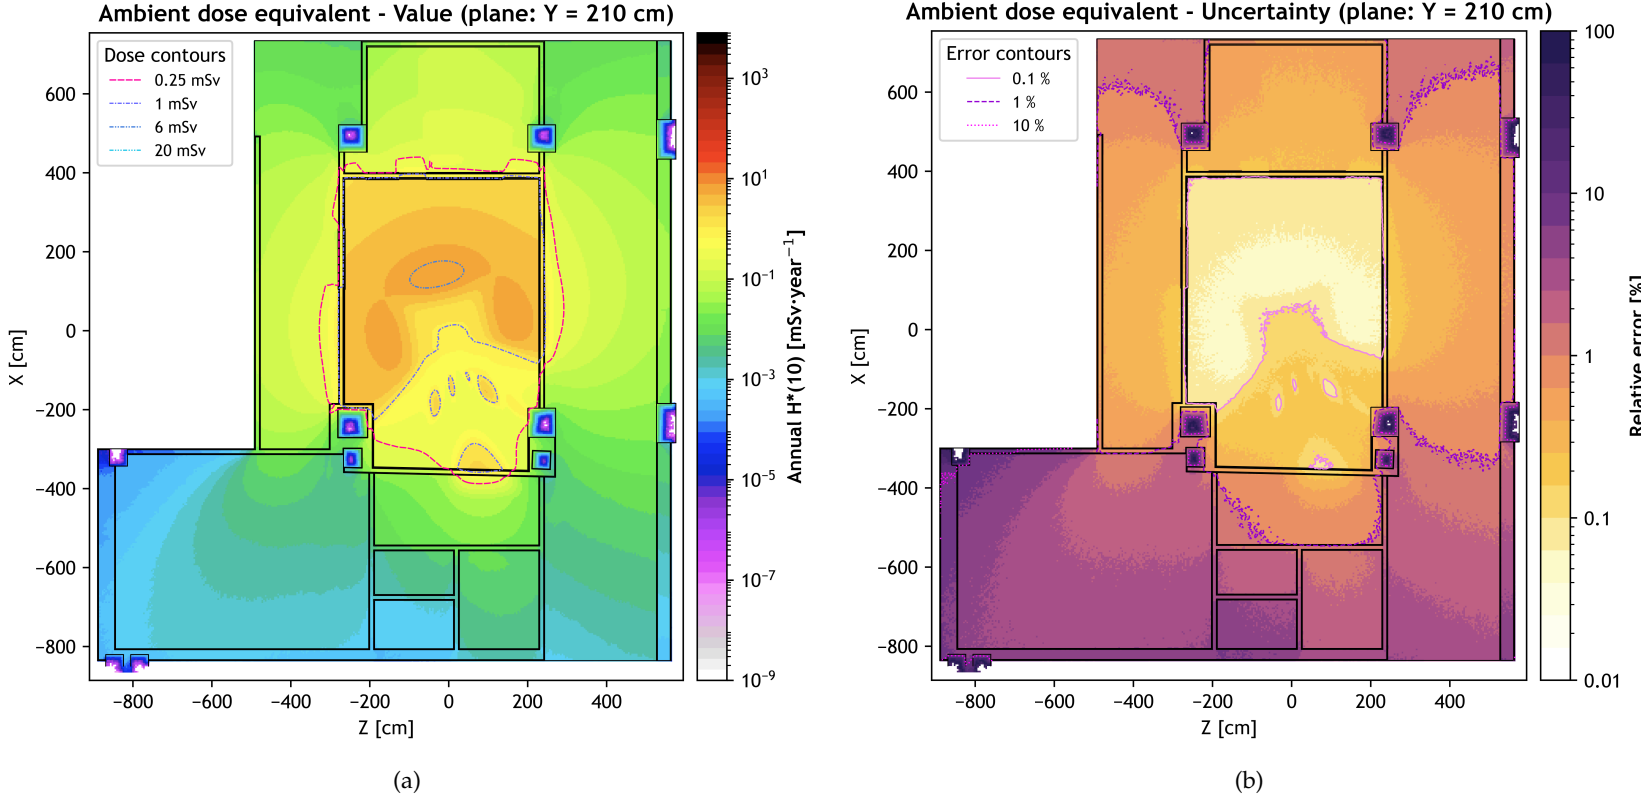 Ambient dose equivalent - Value (plane: Y = 210 cm)
Dose contours
0.25 mSv
1 mSv
6 mSv
20 mSv
600
400
200
0
−200
−400
−600
−800
X [cm]
−800 −600 −400 −200 0 200 400
Z [cm]
10³
10¹
10⁻¹
10⁻³
10⁻⁵
10⁻⁷
10⁻⁹
Annual H*(10) [mSv·year⁻¹]
(a)
Ambient dose equivalent - Uncertainty (plane: Y = 210 cm)
Error contours
0.1 %
1 %
10 %
600
400
200
0
−200
−400
−600
−800
X [cm]
−800 −600 −400 −200 0 200 400
Z [cm]
100
10
1
0.1
0.01
Relative error [%]
(b)